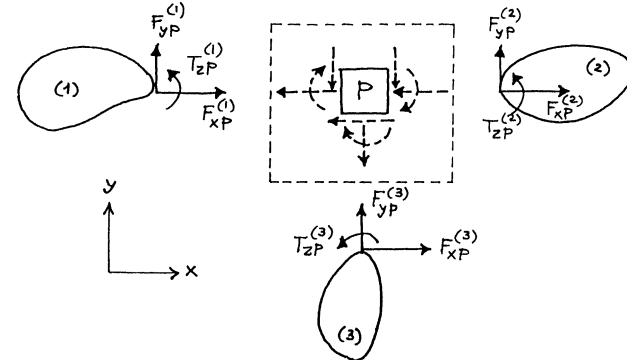 F_yP^(1)
T_zP^(1)
(1)
F_xP^(1)
P
F_yP^(2)
(2)
F_xP^(2)
T_zP^(2)
y
x
F_yP^(3)
T_zP^(3)
F_xP^(3)
(3)